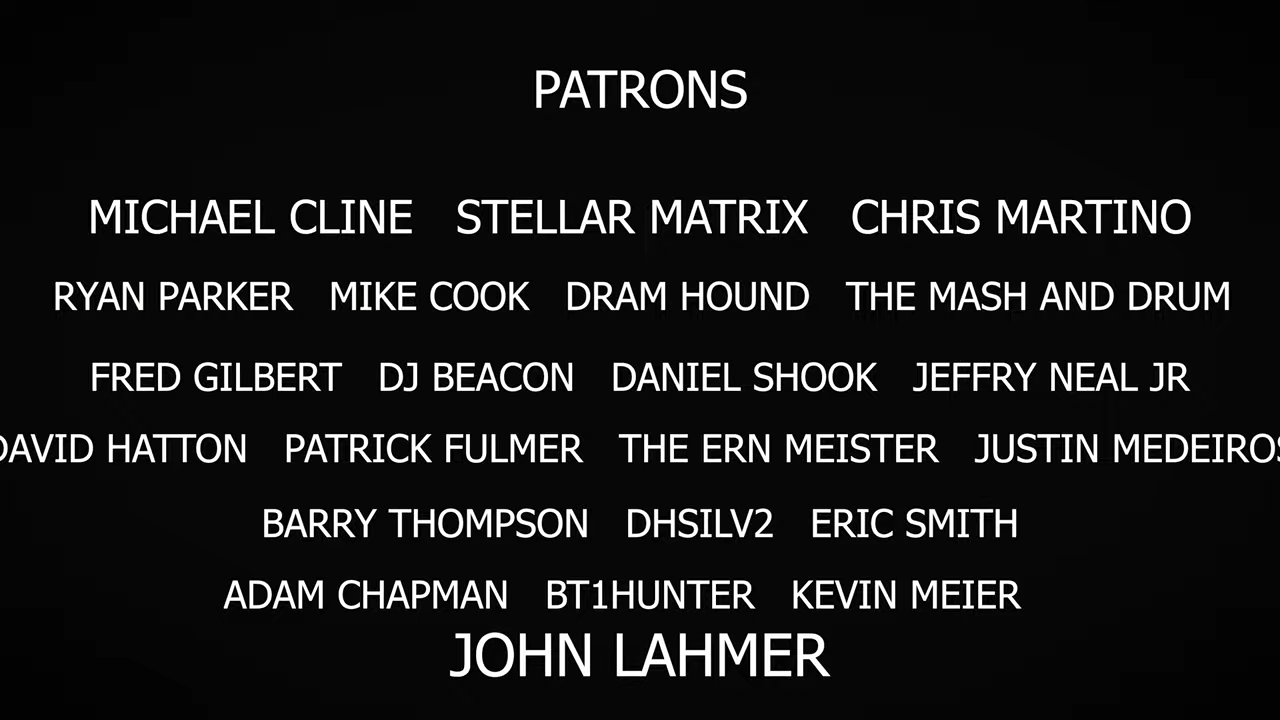 PATRONS
MICHAEL CLINE STELLAR MATRIX CHRIS MARTINO
RYAN PARKER MIKE COOK DRAM HOUND THE MASH AND DRUM
FRED GILBERT DJ BEACON DANIEL SHOOK JEFFRY NEAL JR
DAVID HATTON PATRICK FULMER THE ERN MEISTER JUSTIN MEDEIROS
BARRY THOMPSON DHSILV2 ERIC SMITH
ADAM CHAPMAN BT1HUNTER KEVIN MEIER
JOHN LAHMER